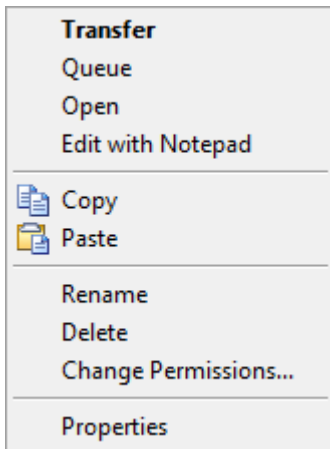 Transfer
Queue
Open
Edit with Notepad
Copy
Paste
Rename
Delete
Change Permissions...
Properties